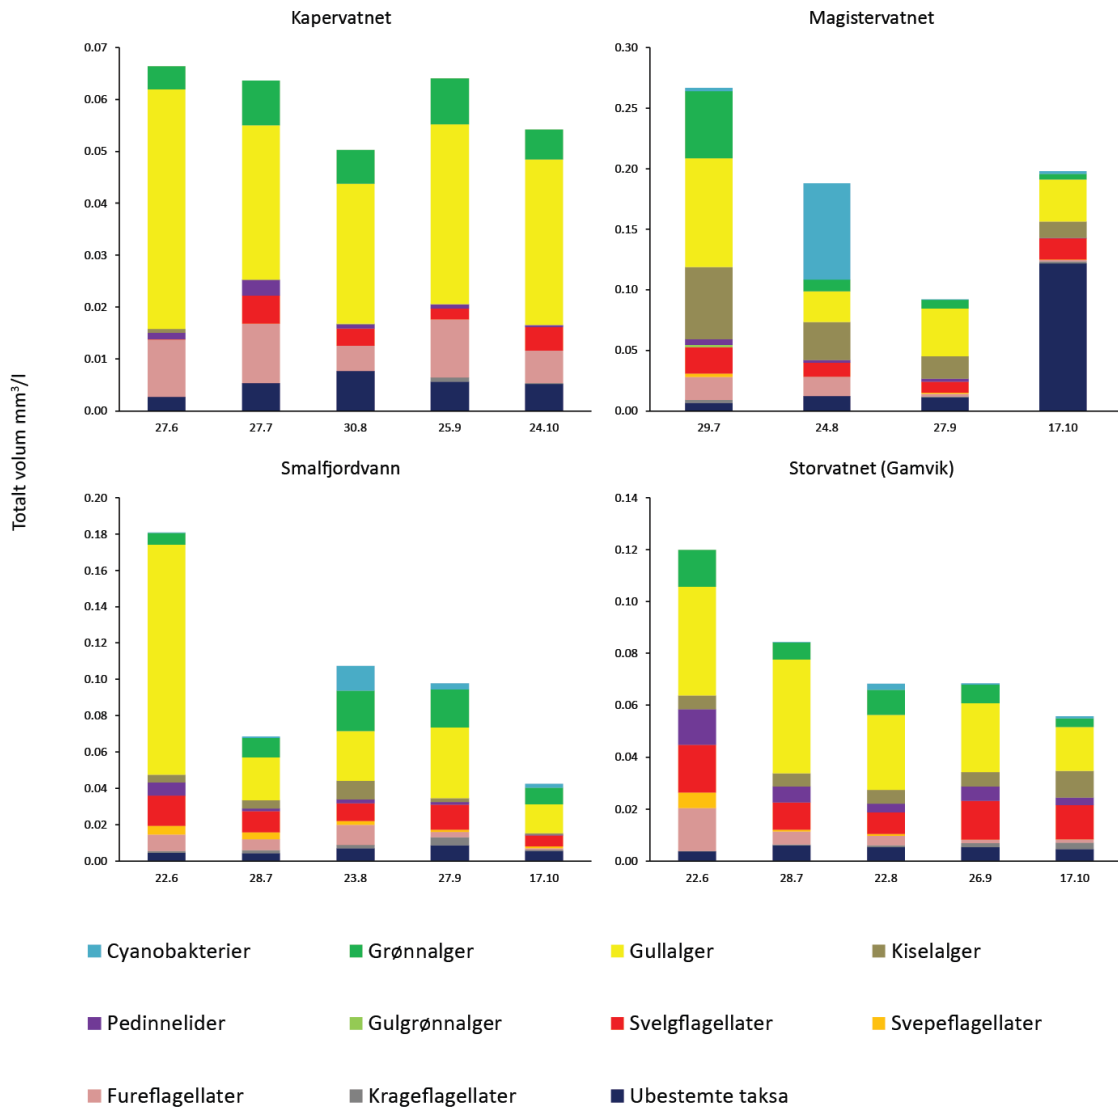 Kapervatnet
Magistervatnet
0.07
0.06
0.05
0.04
0.03
0.02
0.01
0.00
27.6 27.7 30.8 25.9 24.10
0.30
0.25
0.20
0.15
0.10
0.05
0.00
29.7 24.8 27.9 17.10
Totalt volum mm³/l
Smalfjordvann
Storvatnet (Gamvik)
0.20
0.18
0.16
0.14
0.12
0.10
0.08
0.06
0.04
0.02
0.00
22.6 28.7 23.8 27.9 17.10
0.14
0.12
0.10
0.08
0.06
0.04
0.02
0.00
22.6 28.7 22.8 26.9 17.10
Cyanobakterier Grønnalger Gullalger Kiselalger
Pedinnelider Gulgrønnalger Svelgflagellater Svepeflagellater
Fureflagellater Krageflagellater Ubestemte taksa